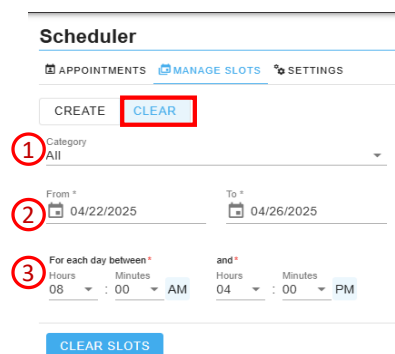 Scheduler
APPOINTMENTS MANAGE SLOTS SETTINGS
CREATE CLEAR
1 Category
All
From * To *
2 04/22/2025 04/26/2025
For each day between * and *
3 Hours Minutes Hours Minutes
08 : 00 AM 04 : 00 PM
CLEAR SLOTS